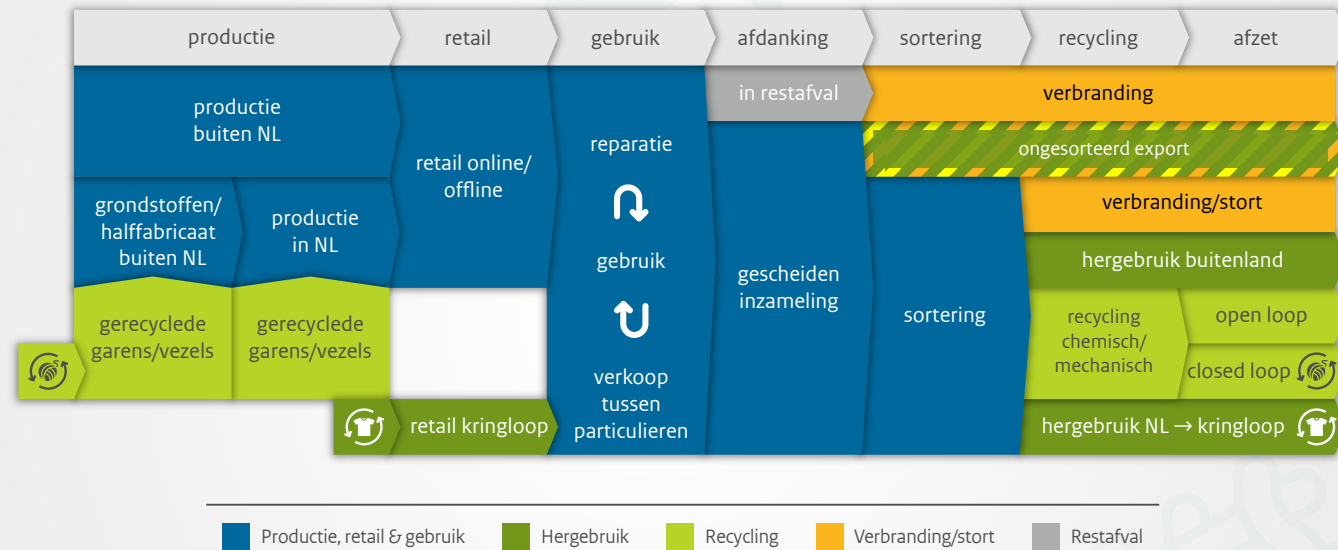 productie
retail
gebruik
afdanking
sortering
recycling
afzet
productie
buiten NL
grondstoffen/
halffabricaat
buiten NL
productie
in NL
gerecyclede
garens/vezels
gerecyclede
garens/vezels
retail online/
offline
retail kringloop
reparatie
gebruik
verkoop
tussen
particulieren
in restafval
gescheiden
inzameling
verbranding
ongesorteerd export
sortering
verbranding/stort
hergebruik buitenland
recycling
chemisch/
mechanisch
open loop
closed loop
hergebruik NL → kringloop
Productie, retail & gebruik
Hergebruik
Recycling
Verbranding/stort
Restafval